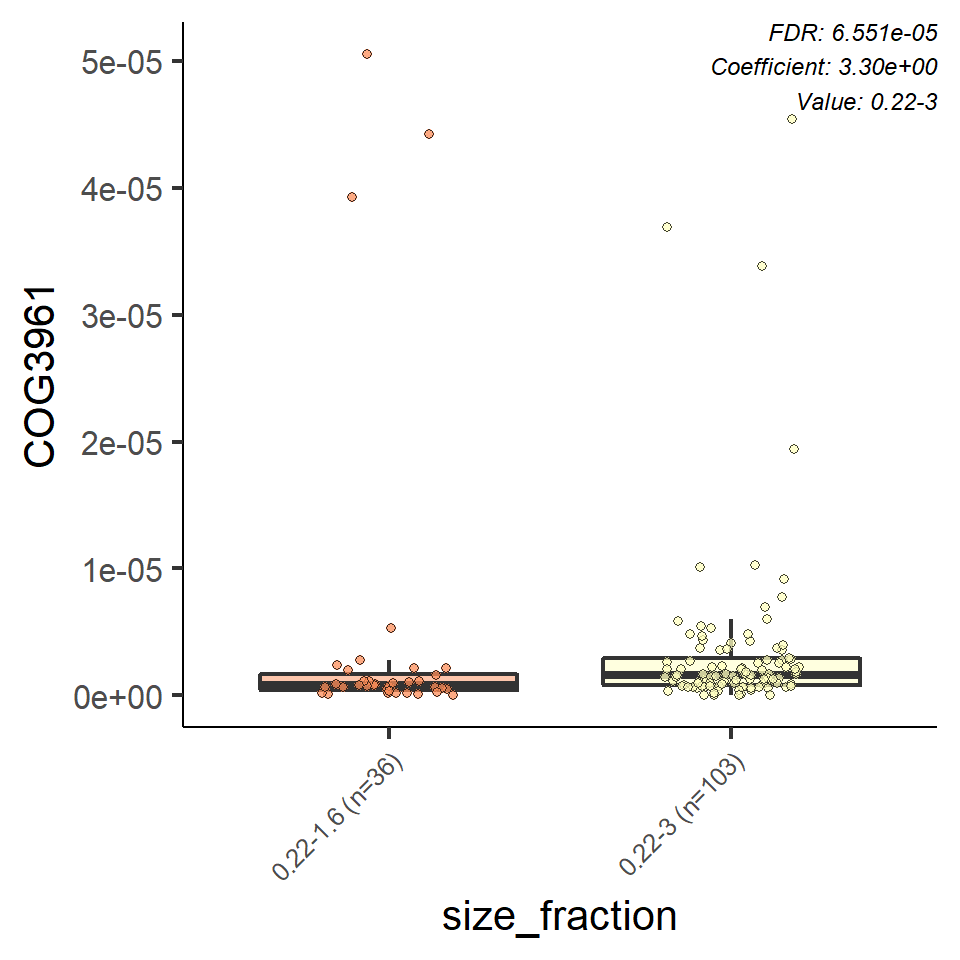 FDR: 6.551e-05
Coefficient: 3.30e+00
Value: 0.22-3
5e-05
4e-05
3e-05
2e-05
1e-05
0e+00
COG3961
0.22-1.6 (n=36)
0.22-3 (n=103)
size_fraction